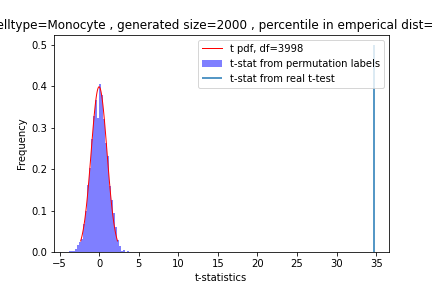 elltype=Monocyte , generated size=2000 , percentile in emperical dist=
0.5
0.4
0.3
0.2
0.1
0.0
Frequency
t pdf, df=3998
t-stat from permutation labels
t-stat from real t-test
−5
0
5
10
15
20
25
30
35
t-statistics